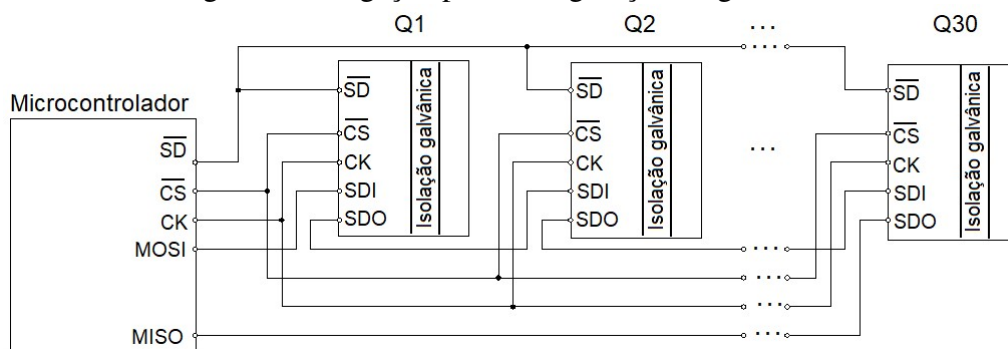 Q1 Q2 ... Q30
Microcontrolador
SD
CS
CK
MOSI
MISO
SD
CS
CK
SDI
SDO
Isolação galvânica
SD
CS
CK
SDI
SDO
Isolação galvânica
...
SD
CS
CK
SDI
SDO
Isolação galvânica